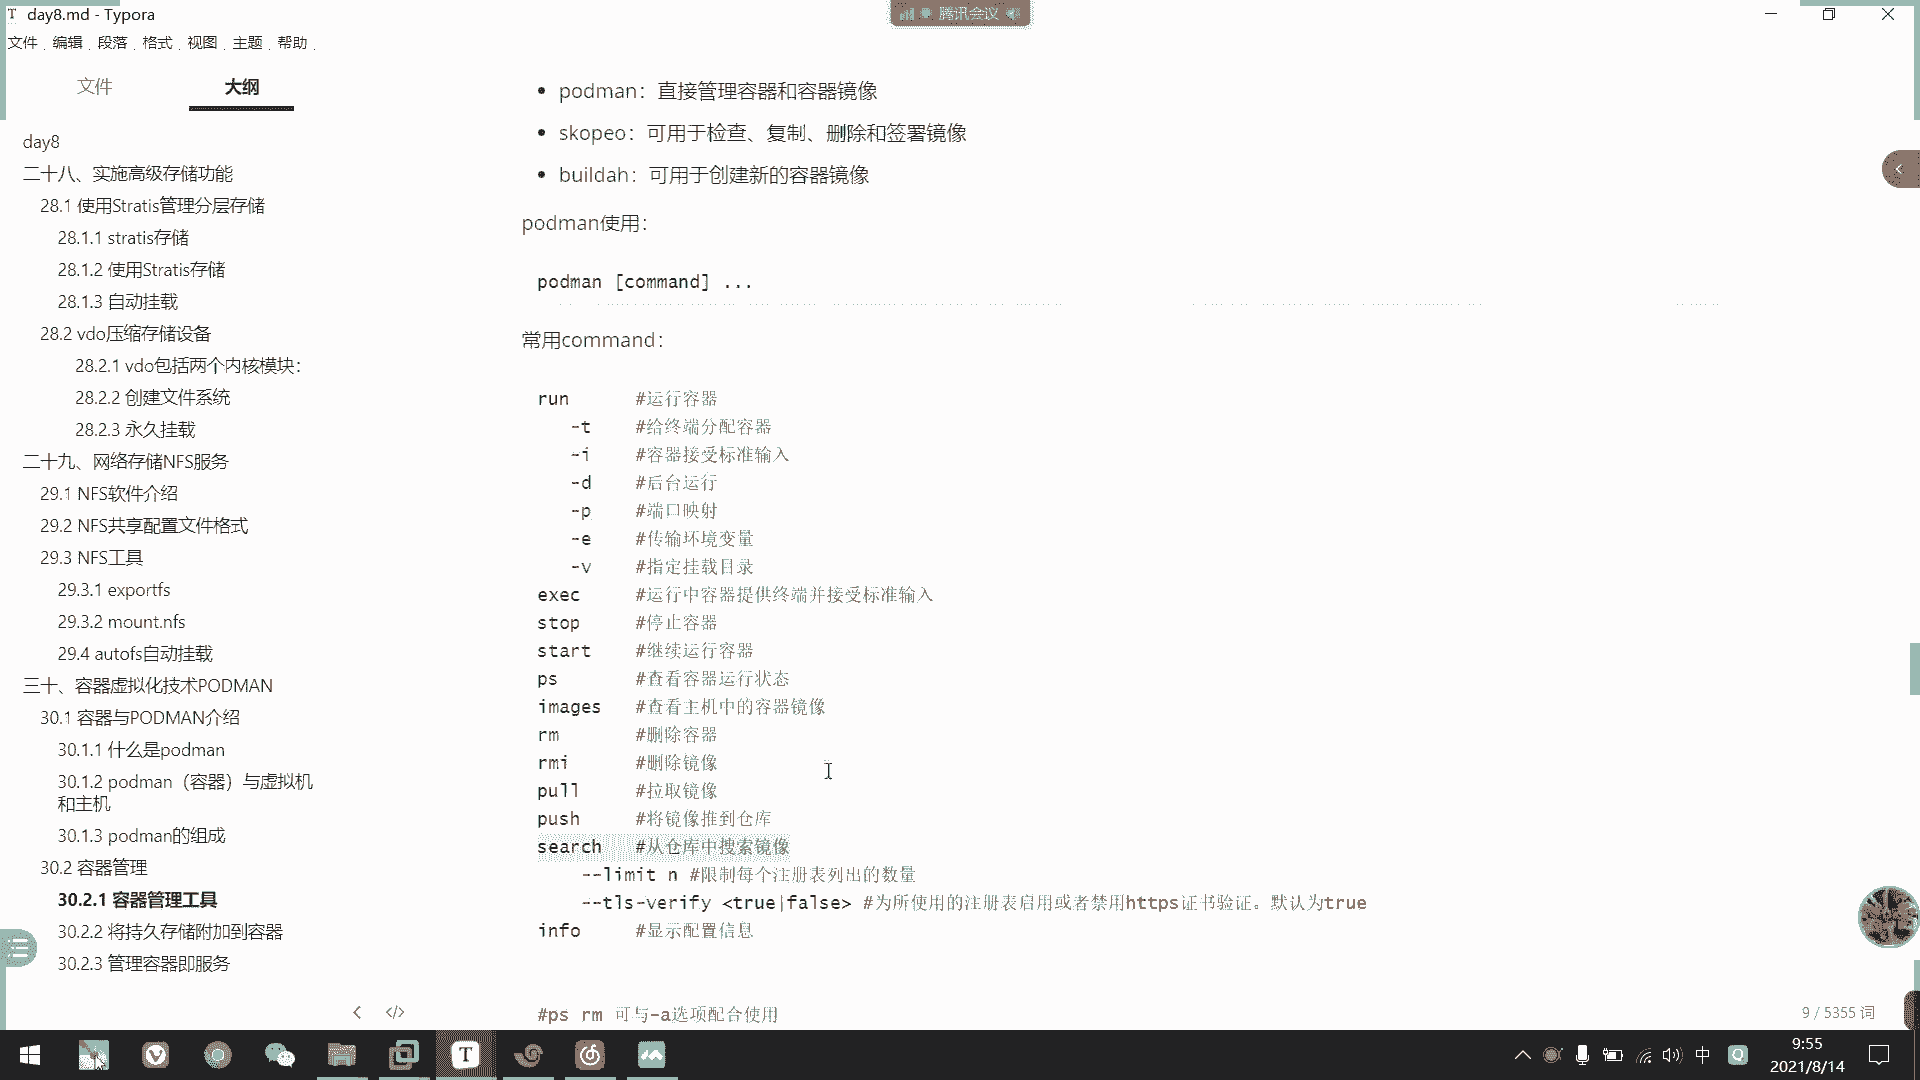 T day8.md - Typora
腾讯会议
文件 编辑 段落 格式 视图 主题 帮助
文件 大纲
day8
二十八、实施高级存储功能
28.1 使用Stratis管理分层存储
28.1.1 stratis存储
28.1.2 使用Stratis存储
28.1.3 自动挂载
28.2 vdo压缩存储设备
28.2.1 vdo包括两个内核模块：
28.2.2 创建文件系统
28.2.3 永久挂载
二十九、网络存储NFS服务
29.1 NFS软件介绍
29.2 NFS共享配置文件格式
29.3 NFS工具
29.3.1 exportfs
29.3.2 mount.nfs
29.4 autofs自动挂载
三十、容器虚拟化技术PODMAN
30.1 容器与PODMAN介绍
30.1.1 什么是podman
30.1.2 podman（容器）与虚拟机
和主机
30.1.3 podman的组成
30.2 容器管理
30.2.1 容器管理工具
30.2.2 将持久存储附加到容器
30.2.3 管理容器即服务
• podman：直接管理容器和容器镜像
• skopeo：可用于检查、复制、删除和签署镜像
• buildah：可用于创建新的容器镜像
podman使用：
podman [command] ...
常用command：
run #运行容器
-t #给终端分配容器
-i #容器接受标准输入
-d #后台运行
-p #端口映射
-e #传输环境变量
-v #指定挂载目录
exec #运行中容器提供终端并接受标准输入
stop #停止容器
start #继续运行容器
ps #查看容器运行状态
images #查看主机中的容器镜像
rm #删除容器
rmi #删除镜像
pull #拉取镜像
push #将镜像推到仓库
search #从仓库中搜索镜像
--limit n #限制每个注册表列出的数量
--tls-verify <true|false> #为所使用的注册表启用或者禁用https证书验证。默认为true
info #显示配置信息
#ps rm 可与-a选项配合使用
9 / 5355 词
中
9:55
2021/8/14